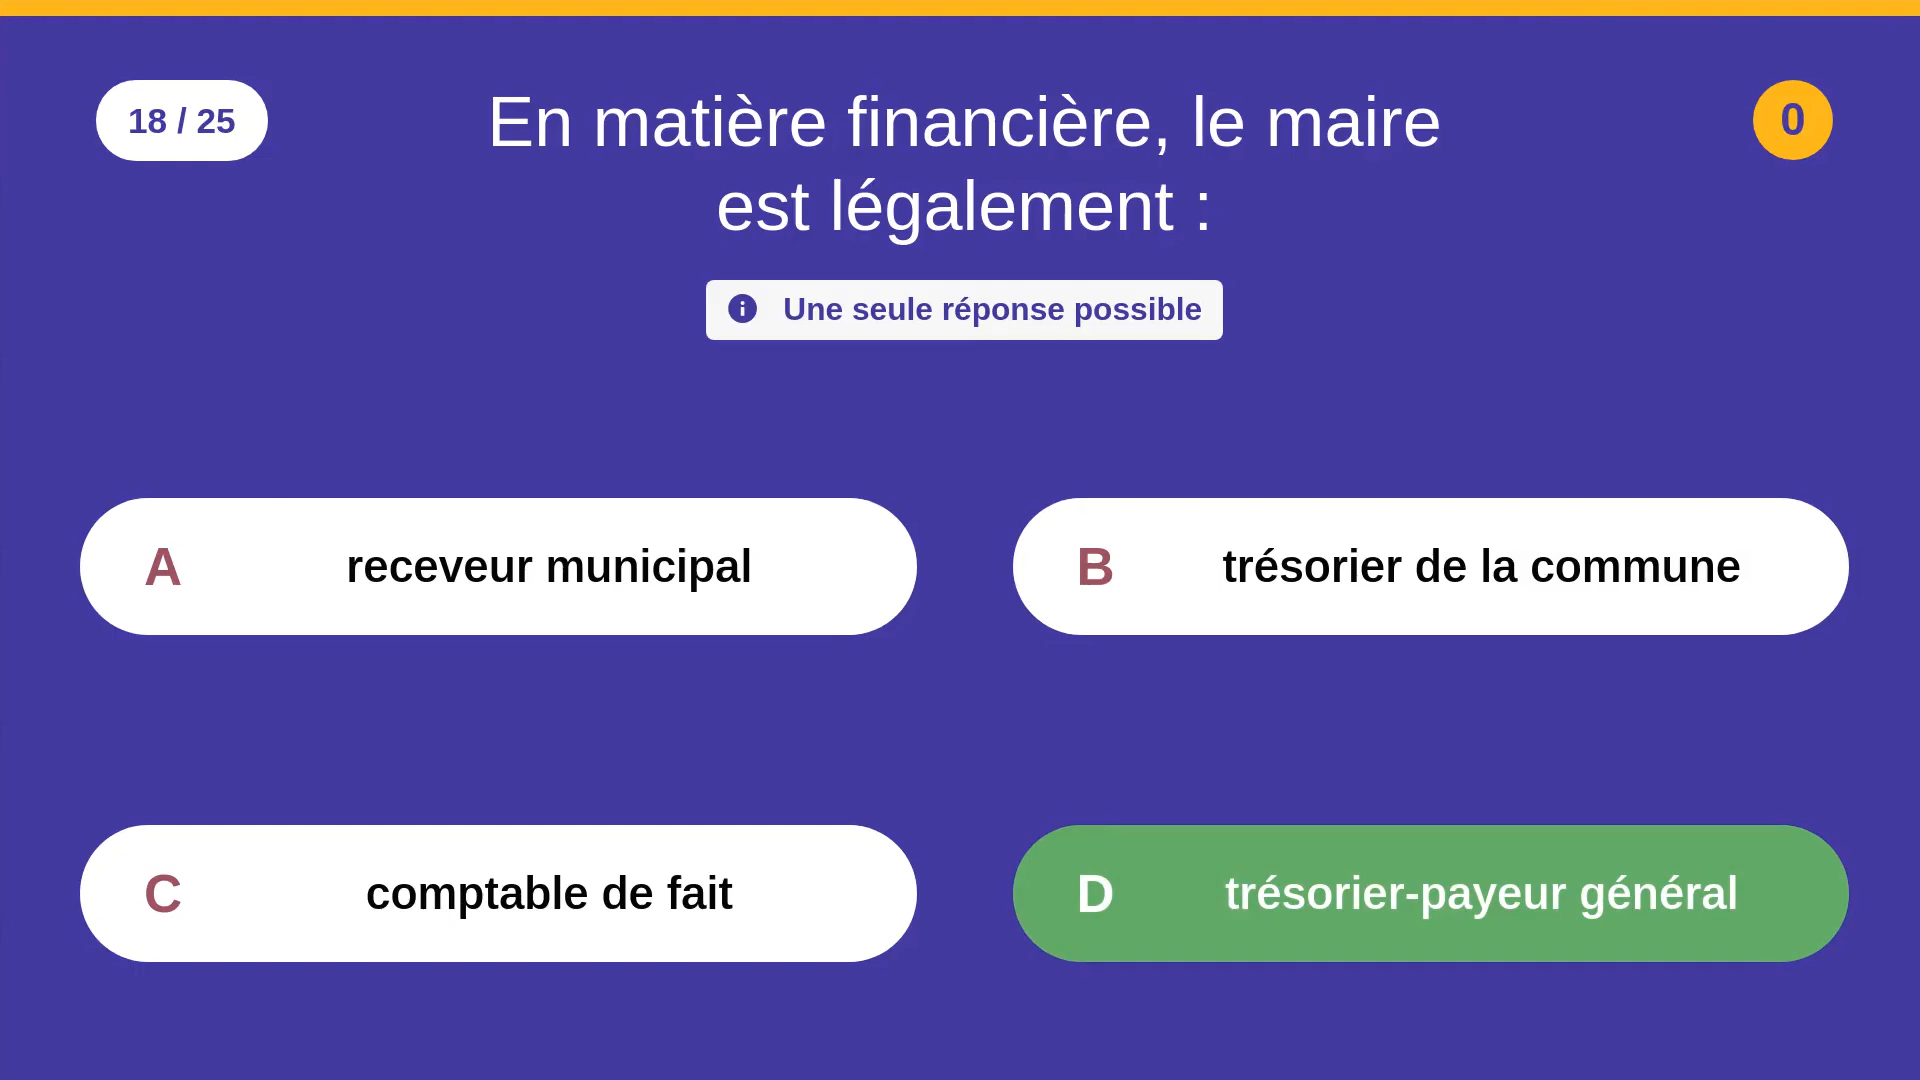 18 / 25
En matière financière, le maire
est légalement :
0
Une seule réponse possible
A receveur municipal
B trésorier de la commune
C comptable de fait
D trésorier-payeur général